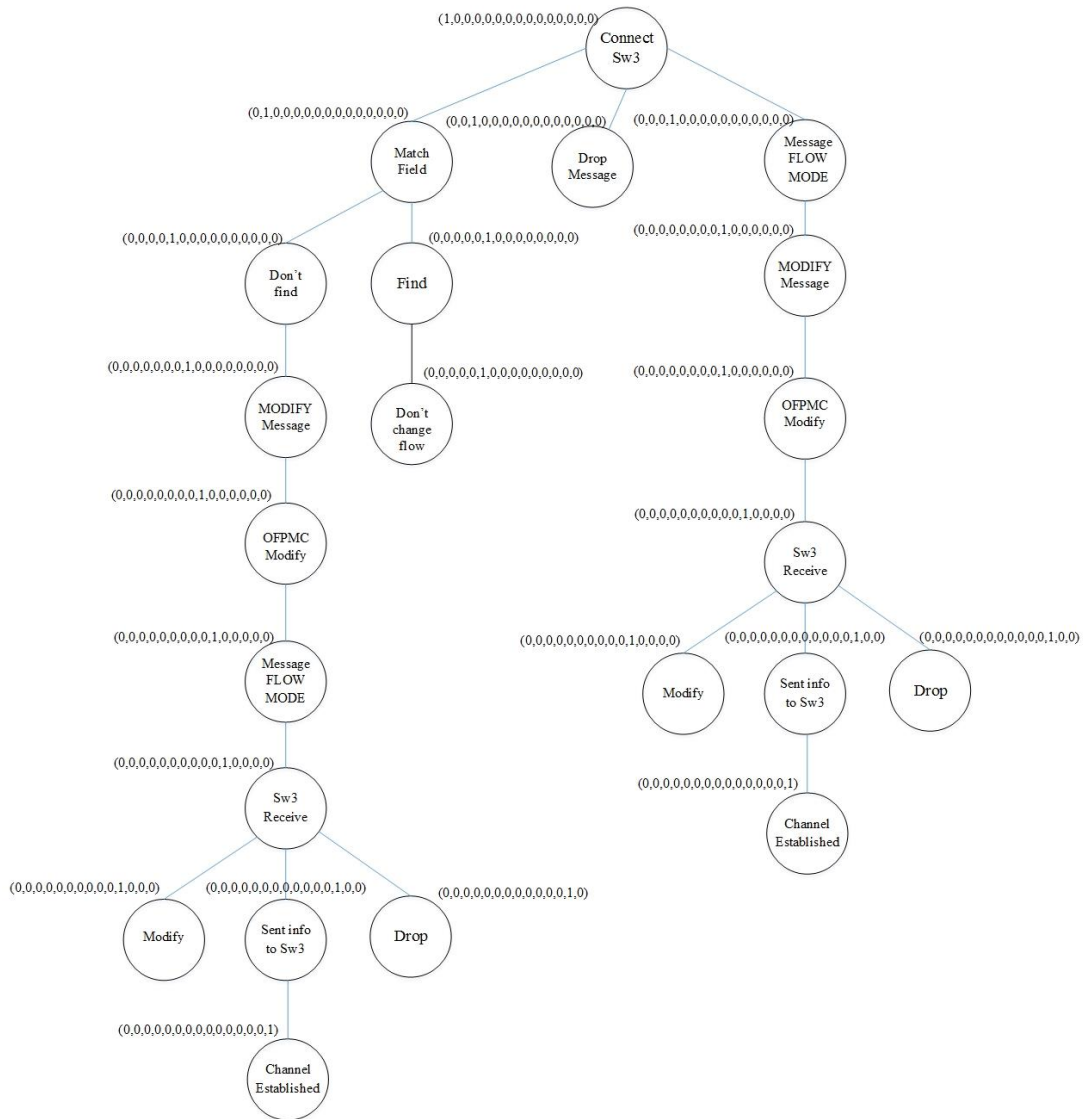 (1,0,0,0,0,0,0,0,0,0,0,0,0,0,0)
Connect
Sw3
(0,1,0,0,0,0,0,0,0,0,0,0,0,0,0)
(0,0,1,0,0,0,0,0,0,0,0,0,0,0,0)
(0,0,0,1,0,0,0,0,0,0,0,0,0,0,0)
Match
Field
Drop
Message
Message
FLOW
MODE
(0,0,0,0,1,0,0,0,0,0,0,0,0,0,0)
(0,0,0,0,0,1,0,0,0,0,0,0,0,0)
(0,0,0,0,0,0,0,0,1,0,0,0,0,0,0)
Don't
find
Find
MODIFY
Message
(0,0,0,0,0,0,0,1,0,0,0,0,0,0,0,0)
(0,0,0,0,0,1,0,0,0,0,0,0,0,0,0)
(0,0,0,0,0,0,0,0,1,0,0,0,0,0,0)
MODIFY
Message
Don't
change
flow
OFPMC
Modify
(0,0,0,0,0,0,0,0,1,0,0,0,0,0,0)
(0,0,0,0,0,0,0,0,0,0,1,0,0,0,0)
OFPMC
Modify
Sw3
Receive
(0,0,0,0,0,0,0,0,0,1,0,0,0,0,0)
(0,0,0,0,0,0,0,0,0,0,1,1,0,0,0,0)
(0,0,0,0,0,0,0,0,0,0,0,0,1,1,0,0)
(0,0,0,0,0,0,0,0,0,0,0,0,1,1,0,0)
Message
FLOW
MODE
Modify
Sent info
to Sw3
Drop
(0,0,0,0,0,0,0,0,0,0,1,0,0,0,0)
(0,0,0,0,0,0,0,0,0,0,0,0,0,0,1)
Sw3
Receive
Channel
Established
(0,0,0,0,0,0,0,0,0,0,0,1,0,0,0)
(0,0,0,0,0,0,0,0,0,0,0,0,1,0,0)
(0,0,0,0,0,0,0,0,0,0,0,0,0,1,0)
Modify
Sent info
to Sw3
Drop
(0,0,0,0,0,0,0,0,0,0,0,0,0,0,1)
Channel
Established